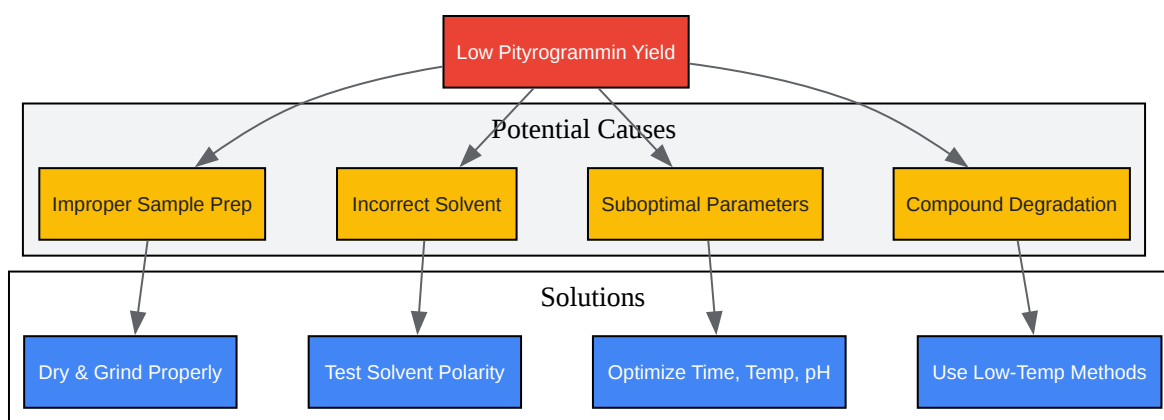 Low Pityrogrammin Yield
Potential Causes
Improper Sample Prep
Incorrect Solvent
Suboptimal Parameters
Compound Degradation
Solutions
Dry & Grind Properly
Test Solvent Polarity
Optimize Time, Temp, pH
Use Low-Temp Methods